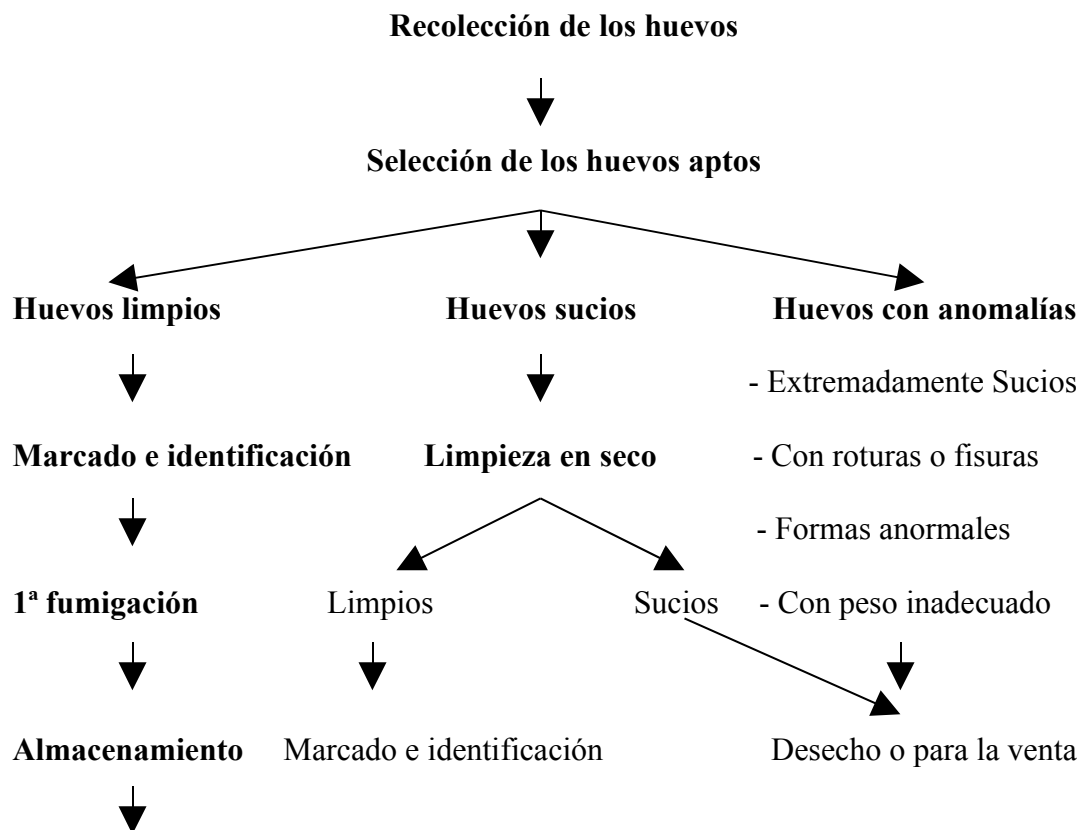 Recolección de los huevos
Selección de los huevos aptos
Huevos limpios Huevos sucios Huevos con anomalías
- Extremadamente Sucios
Marcado e identificación Limpieza en seco - Con roturas o fisuras
- Formas anormales
1ª fumigación Limpios Sucios - Con peso inadecuado
Almacenamiento Marcado e identificación Desecho o para la venta